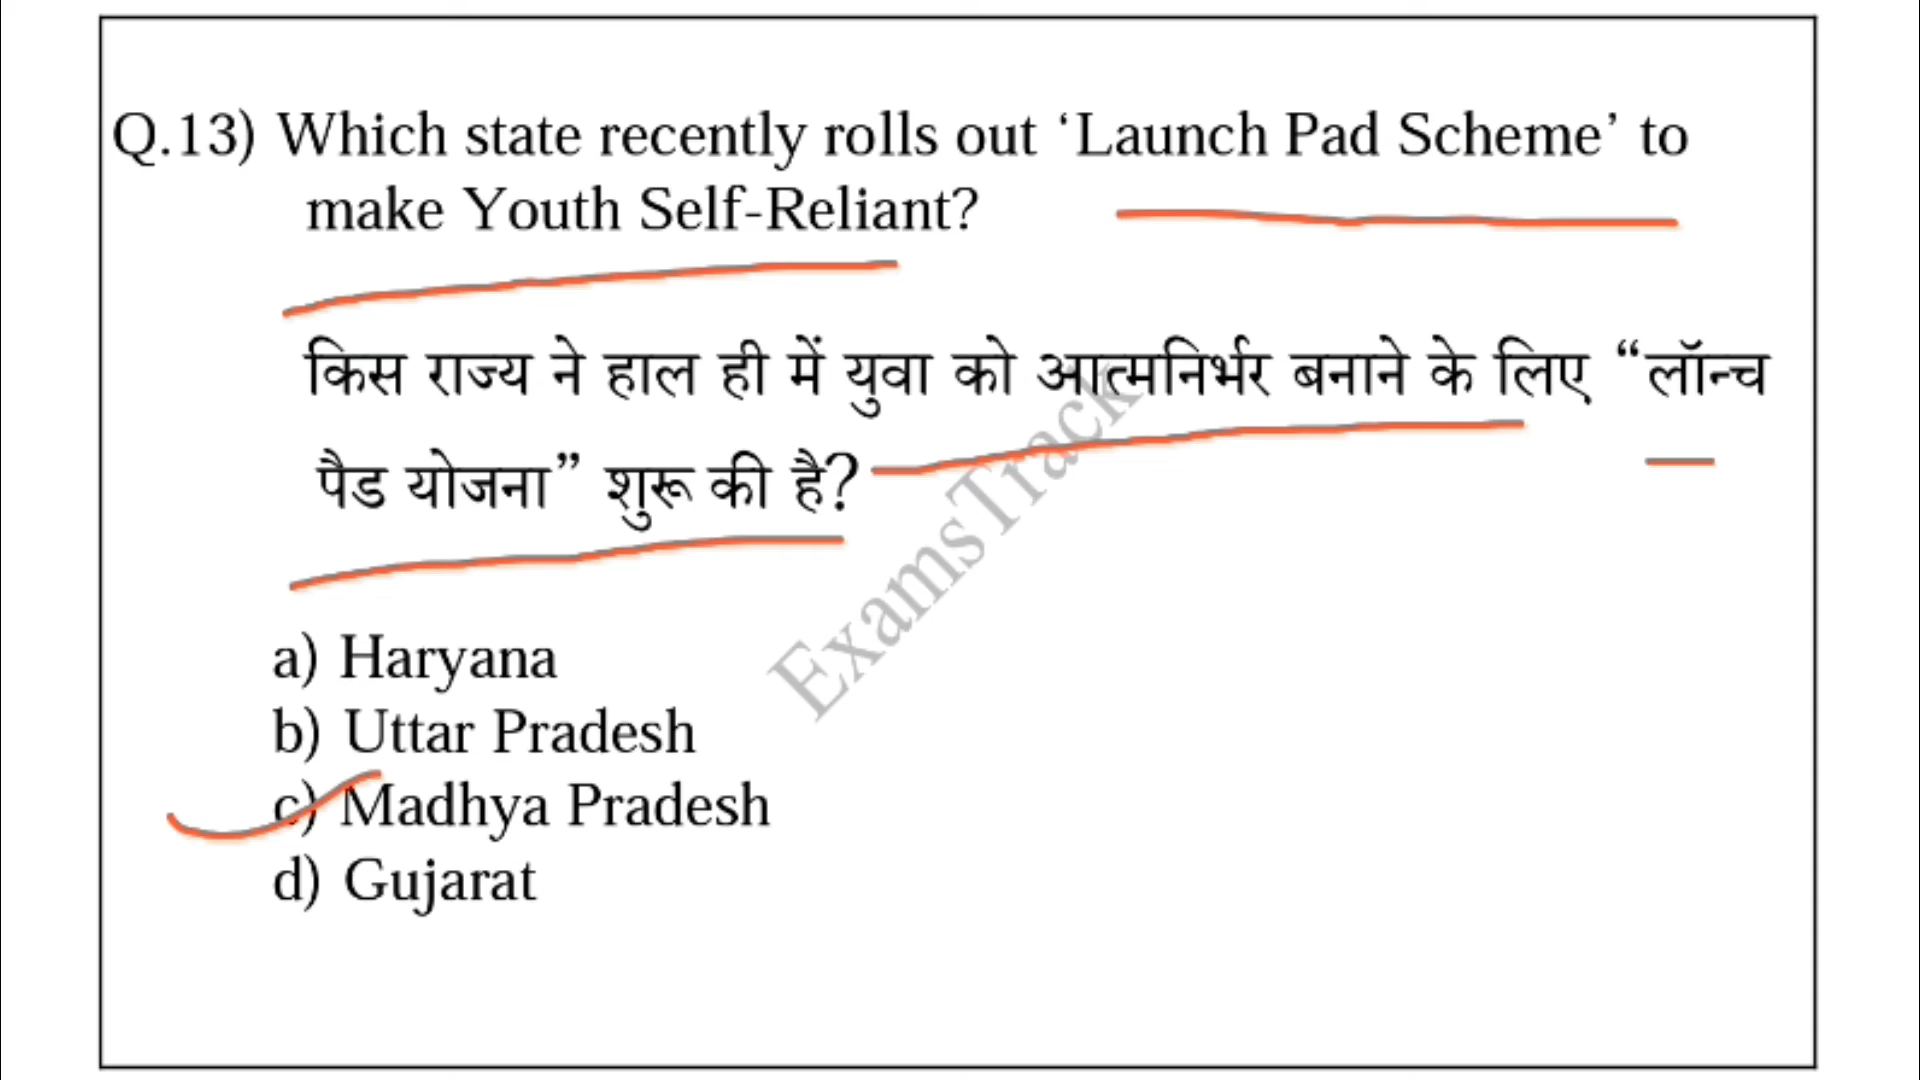 Q.13) Which state recently rolls out ‘Launch Pad Scheme’ to
make Youth Self-Reliant?
किस राज्य ने हाल ही में युवा को आत्मनिर्भर बनाने के लिए “लॉन्च
पैड योजना” शुरू की है?
ExamsTrack
a) Haryana
b) Uttar Pradesh
c) Madhya Pradesh
d) Gujarat